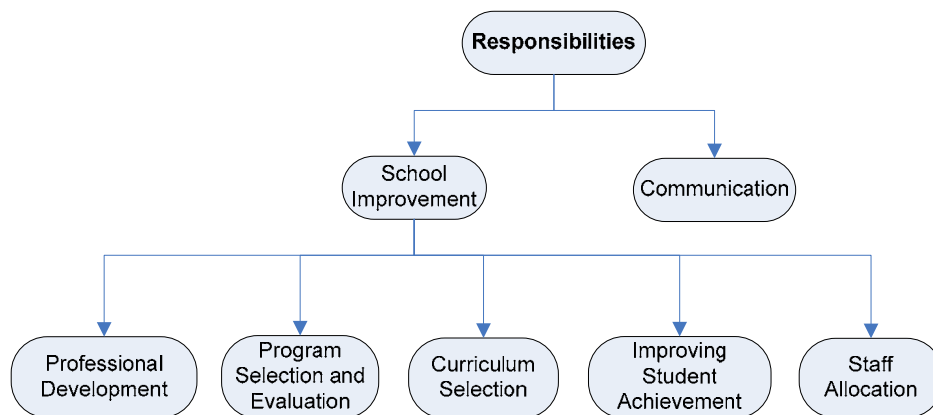 Responsibilities
School
Improvement
Communication
Professional
Development
Program
Selection and
Evaluation
Curriculum
Selection
Improving
Student
Achievement
Staff
Allocation